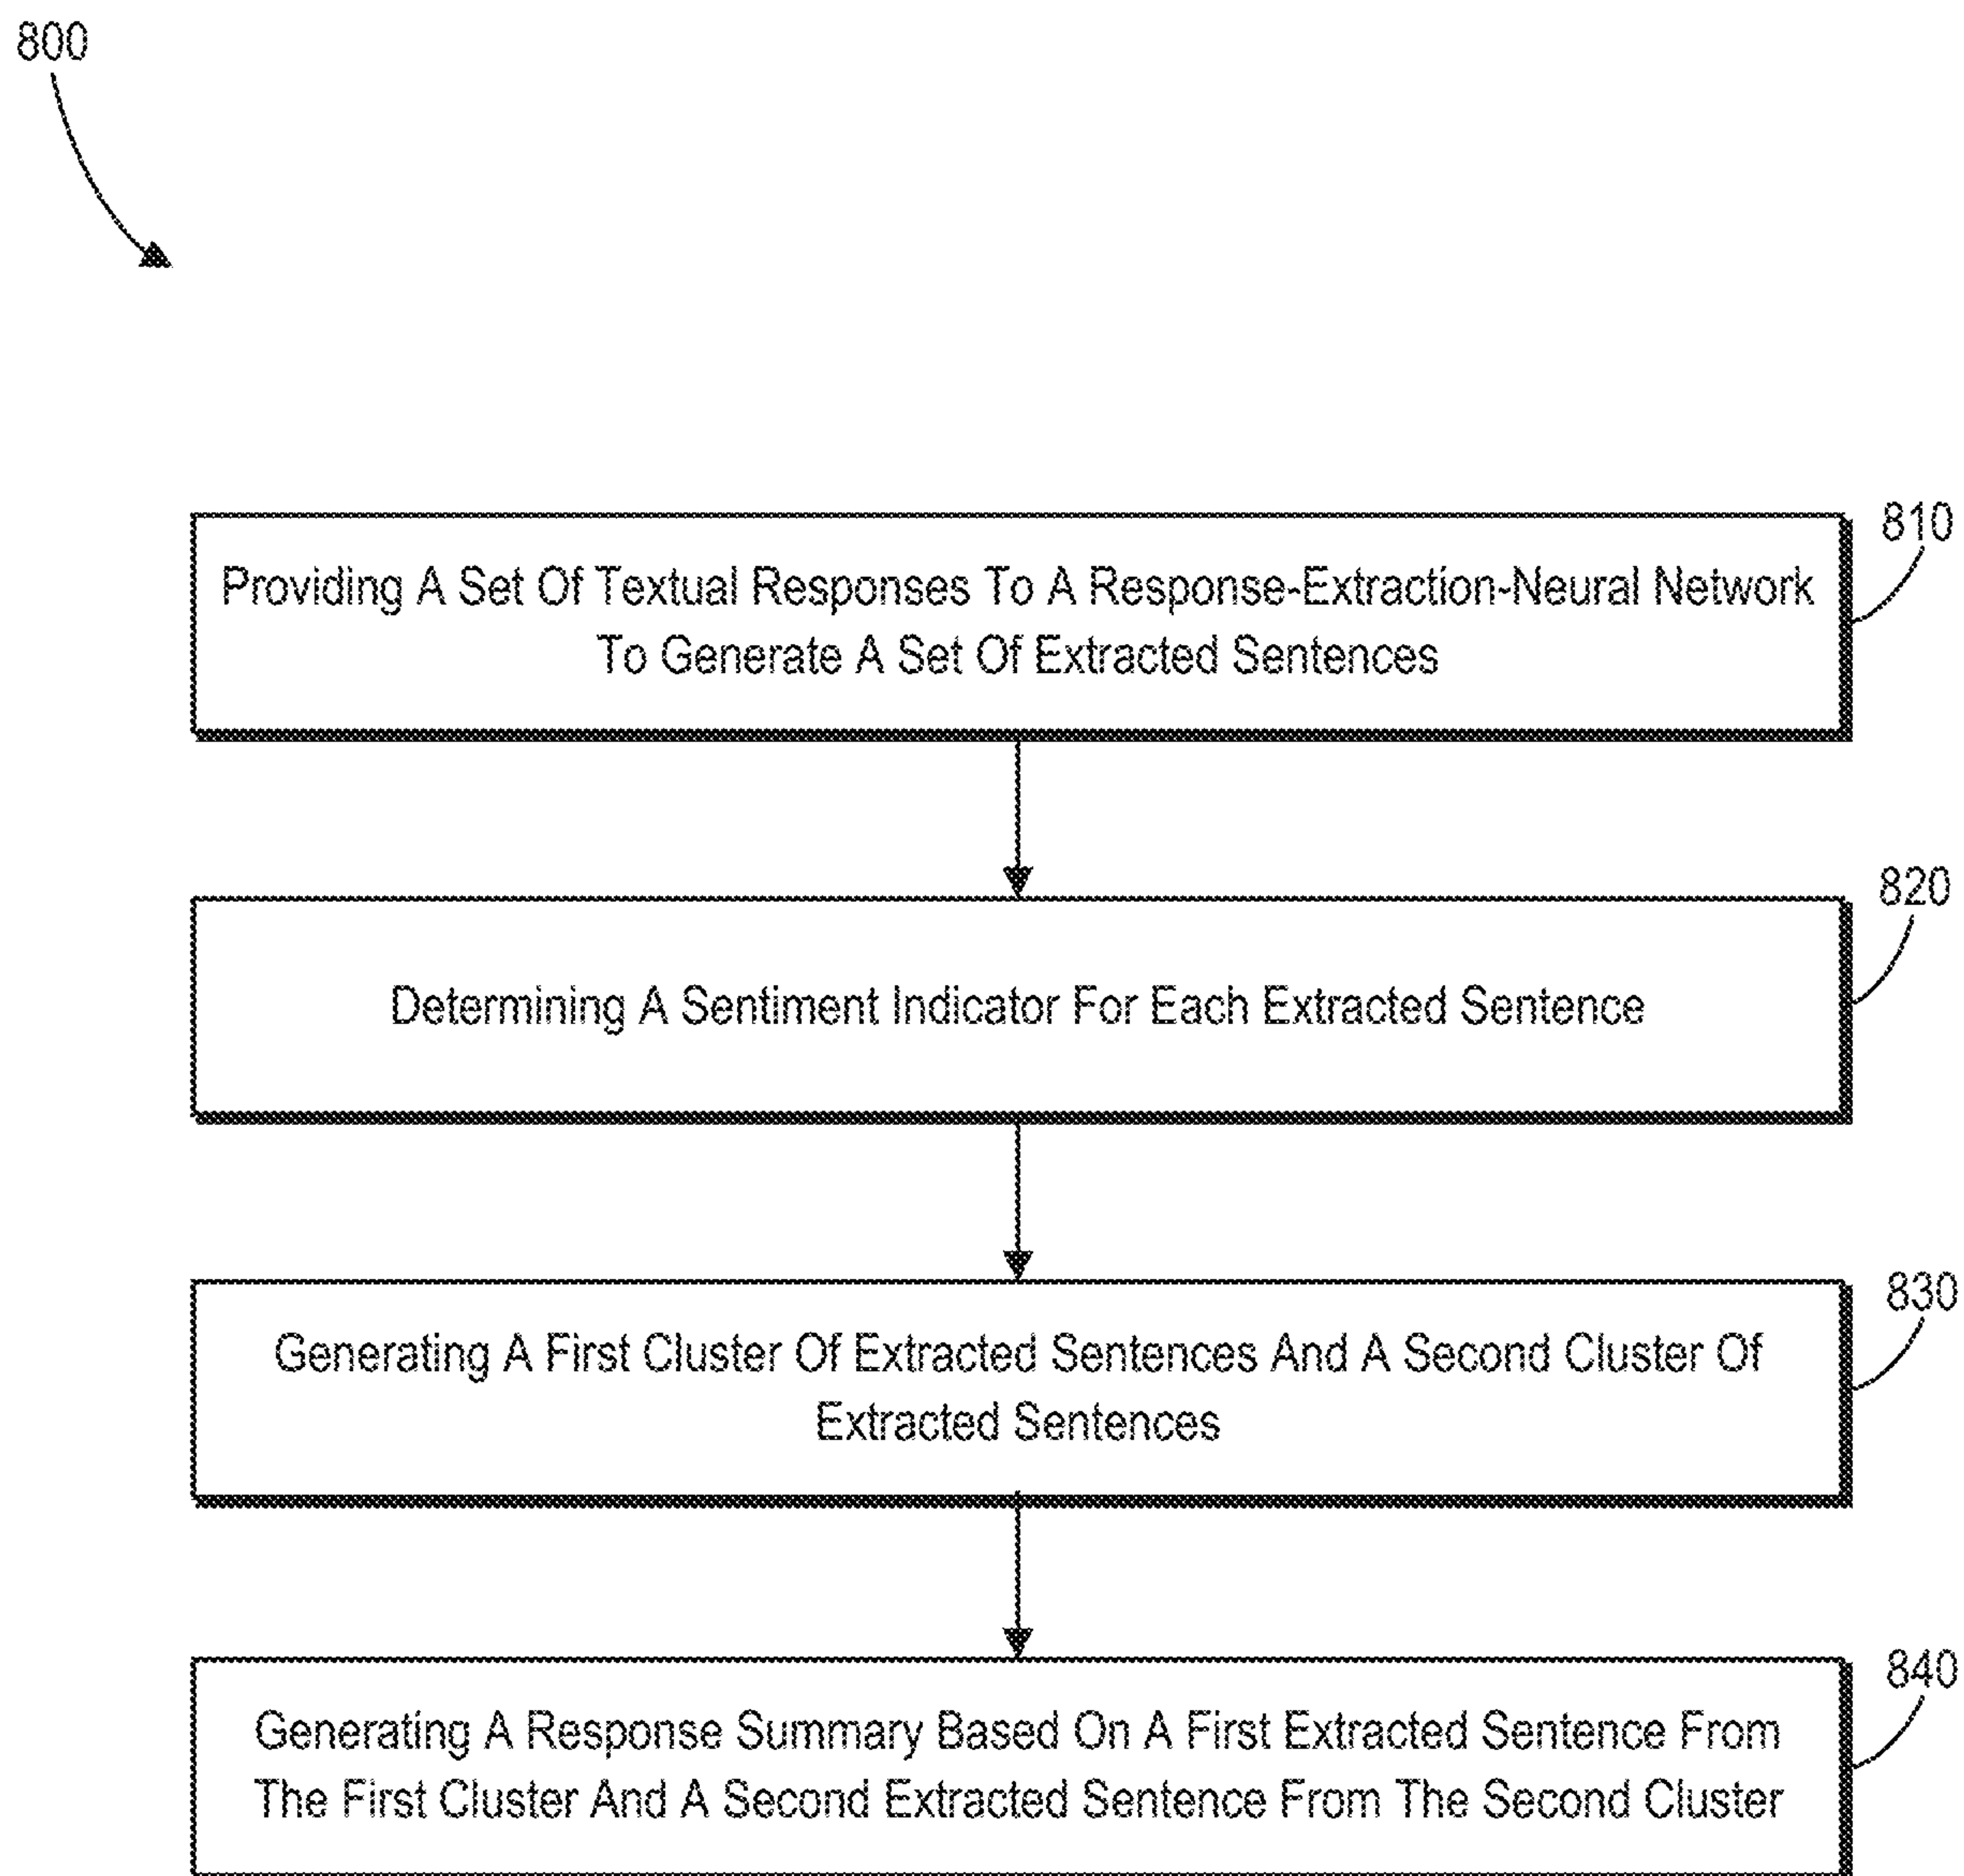 800
810
Providing A Set Of Textual Responses To A Response-Extraction-Neural Network
To Generate A Set Of Extracted Sentences
820
Determining A Sentiment Indicator For Each Extracted Sentence
830
Generating A First Cluster Of Extracted Sentences And A Second Cluster Of
Extracted Sentences
840
Generating A Response Summary Based On A First Extracted Sentence From
The First Cluster And A Second Extracted Sentence From The Second Cluster